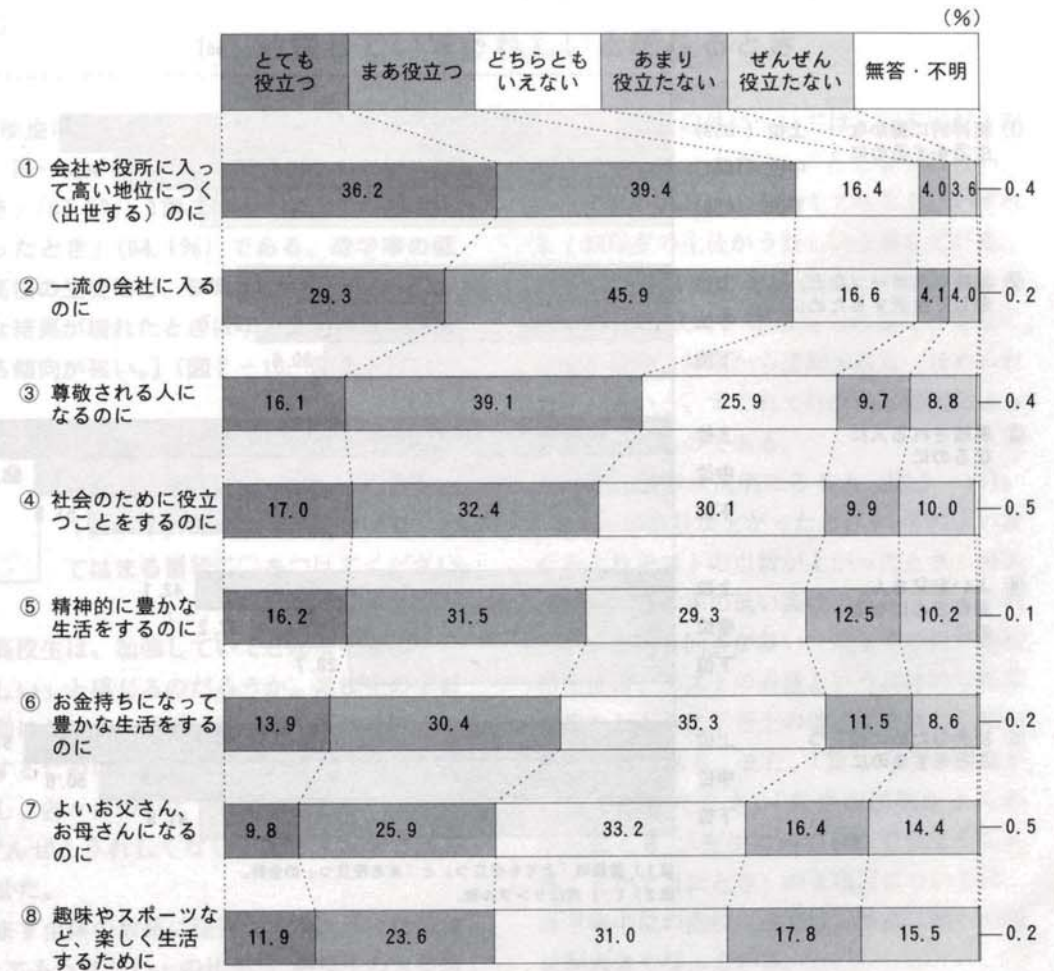 (%)
とても役立つ
まあ役立つ
どちらともいえない
あまり役立たない
ぜんぜん役立たない
無答・不明
① 会社や役所に入っ
て高い地位につく
(出世する)のに
36.2 39.4 16.4 4.0 3.6 0.4
② 一流の会社に入る
のに
29.3 45.9 16.6 4.1 4.0 0.2
③ 尊敬される人に
なるのに
16.1 39.1 25.9 9.7 8.8 0.4
④ 社会のために役立
つことをするのに
17.0 32.4 30.1 9.9 10.0 0.5
⑤ 精神的に豊かな
生活をするのに
16.2 31.5 29.3 12.5 10.2 0.1
⑥ お金持ちになって
豊かな生活をする
のに
13.9 30.4 35.3 11.5 8.6 0.2
⑦ よいお父さん,
お母さんになる
のに
9.8 25.9 33.2 16.4 14.4 0.5
⑧ 趣味やスポーツな
ど、楽しく生活
するために
11.9 23.6 31.0 17.8 15.5 0.2